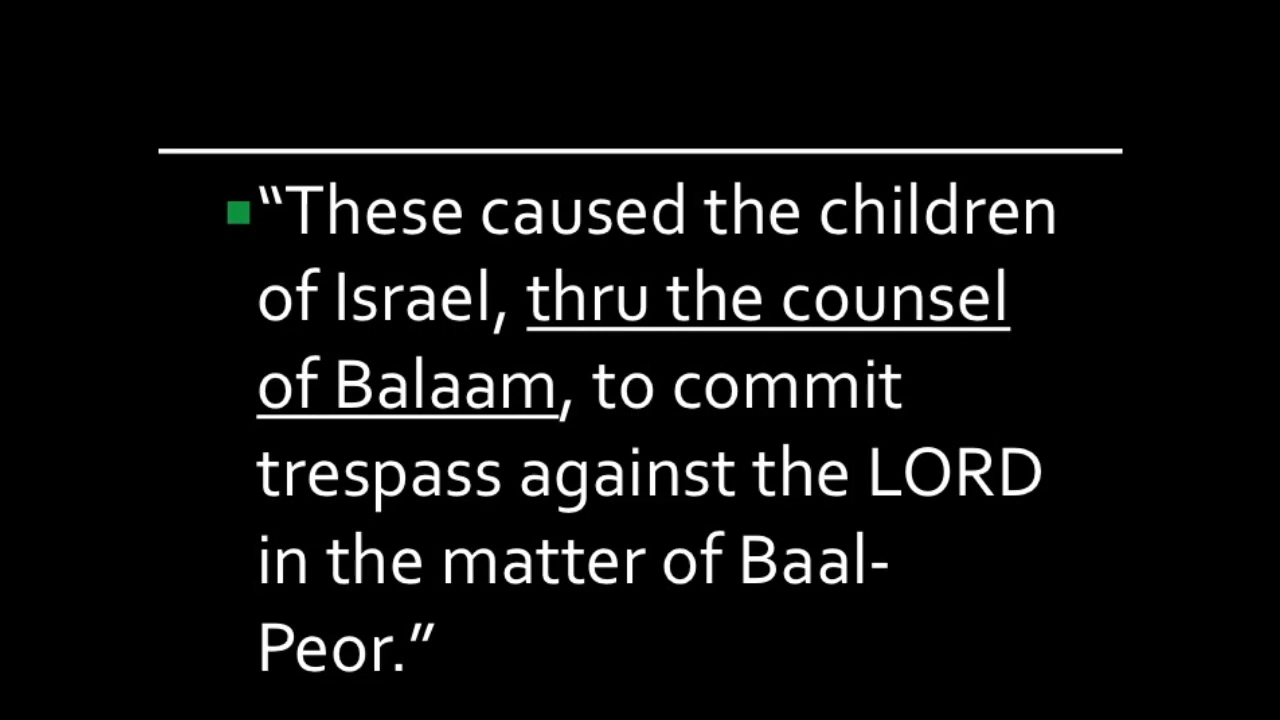 “These caused the children
of Israel, thru the counsel
of Balaam, to commit
trespass against the LORD
in the matter of Baal-
Peor.”